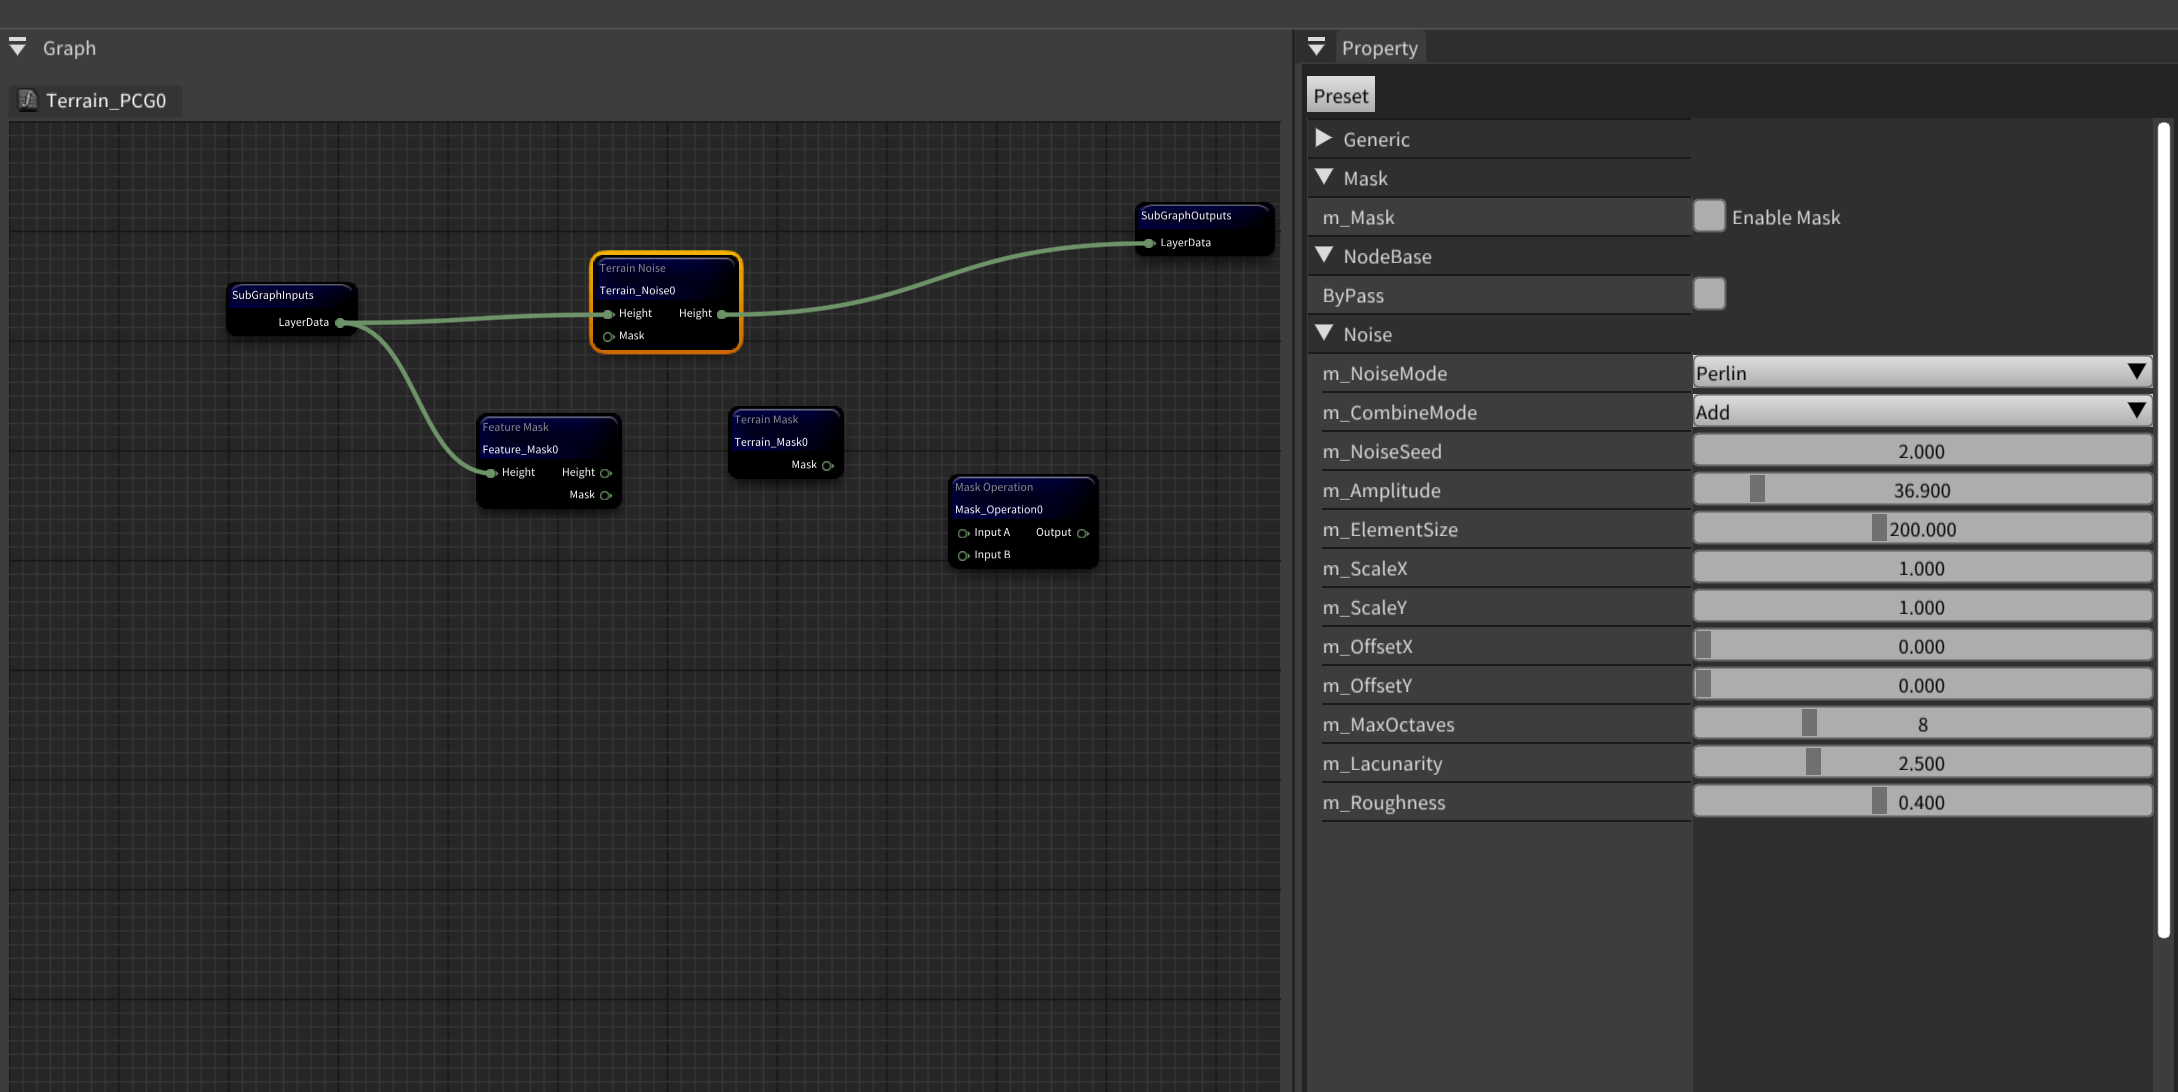 Graph
Terrain_PCG0
SubGraphInputs
LayerData
Terrain Noise
Terrain_Noise0
Height Height
Mask
SubGraphOutputs
LayerData
Feature Mask
Feature_Mask0
Height Height
Mask
Terrain Mask
Terrain_Mask0
Mask
Mask Operation
Mask_Operation0
Input A Output
Input B
Property
Preset
Generic
Mask
m_Mask Enable Mask
NodeBase
ByPass
Noise
m_NoiseMode Perlin
m_CombineMode Add
m_NoiseSeed 2.000
m_Amplitude 36.900
m_ElementSize 200.000
m_ScaleX 1.000
m_ScaleY 1.000
m_OffsetX 0.000
m_OffsetY 0.000
m_MaxOctaves 8
m_Lacunarity 2.500
m_Roughness 0.400